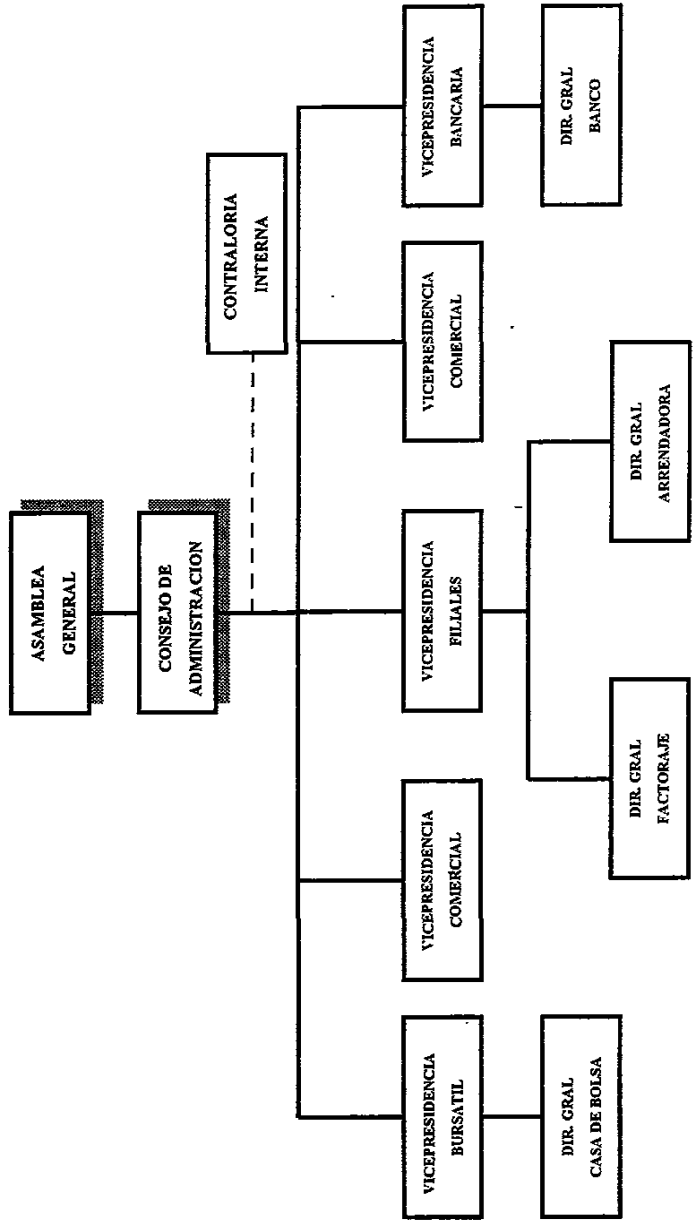 ASAMBLEA
GENERAL
CONSEJO DE
ADMINISTRACION
CONTRALORIA
INTERNA
VICEPRESIDENCIA
BURSATIL
VICEPRESIDENCIA
COMERCIAL
VICEPRESIDENCIA
FILIALES
VICEPRESIDENCIA
COMERCIAL
VICEPRESIDENCIA
BANCARIA
DIR. GRAL
CASA DE BOLSA
DIR. GRAL
BANCO
DIR. GRAL
FACTORAJE
DIR. GRAL
ARRENDADORA